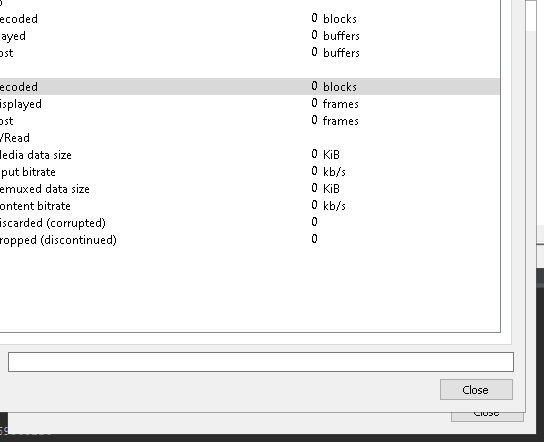 ecoded 0 blocks
ayed 0 buffers
ost 0 buffers
ecoded 0 blocks
isplayed 0 frames
ost 0 frames
/Read
ledia data size 0 KiB
put bitrate 0 kb/s
emuxed data size 0 KiB
ontent bitrate 0 kb/s
iscarded (corrupted) 0
ropped (discontinued) 0
Close
Close